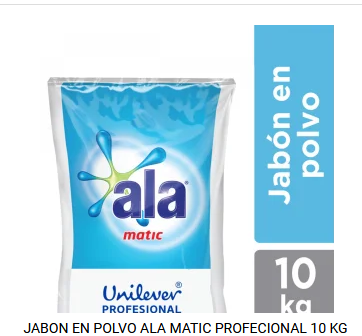 ala
matic
Unilever
PROFESIONAL
Jabón en
polvo
10
kg
JABON EN POLVO ALA MATIC PROFECIONAL 10 KG